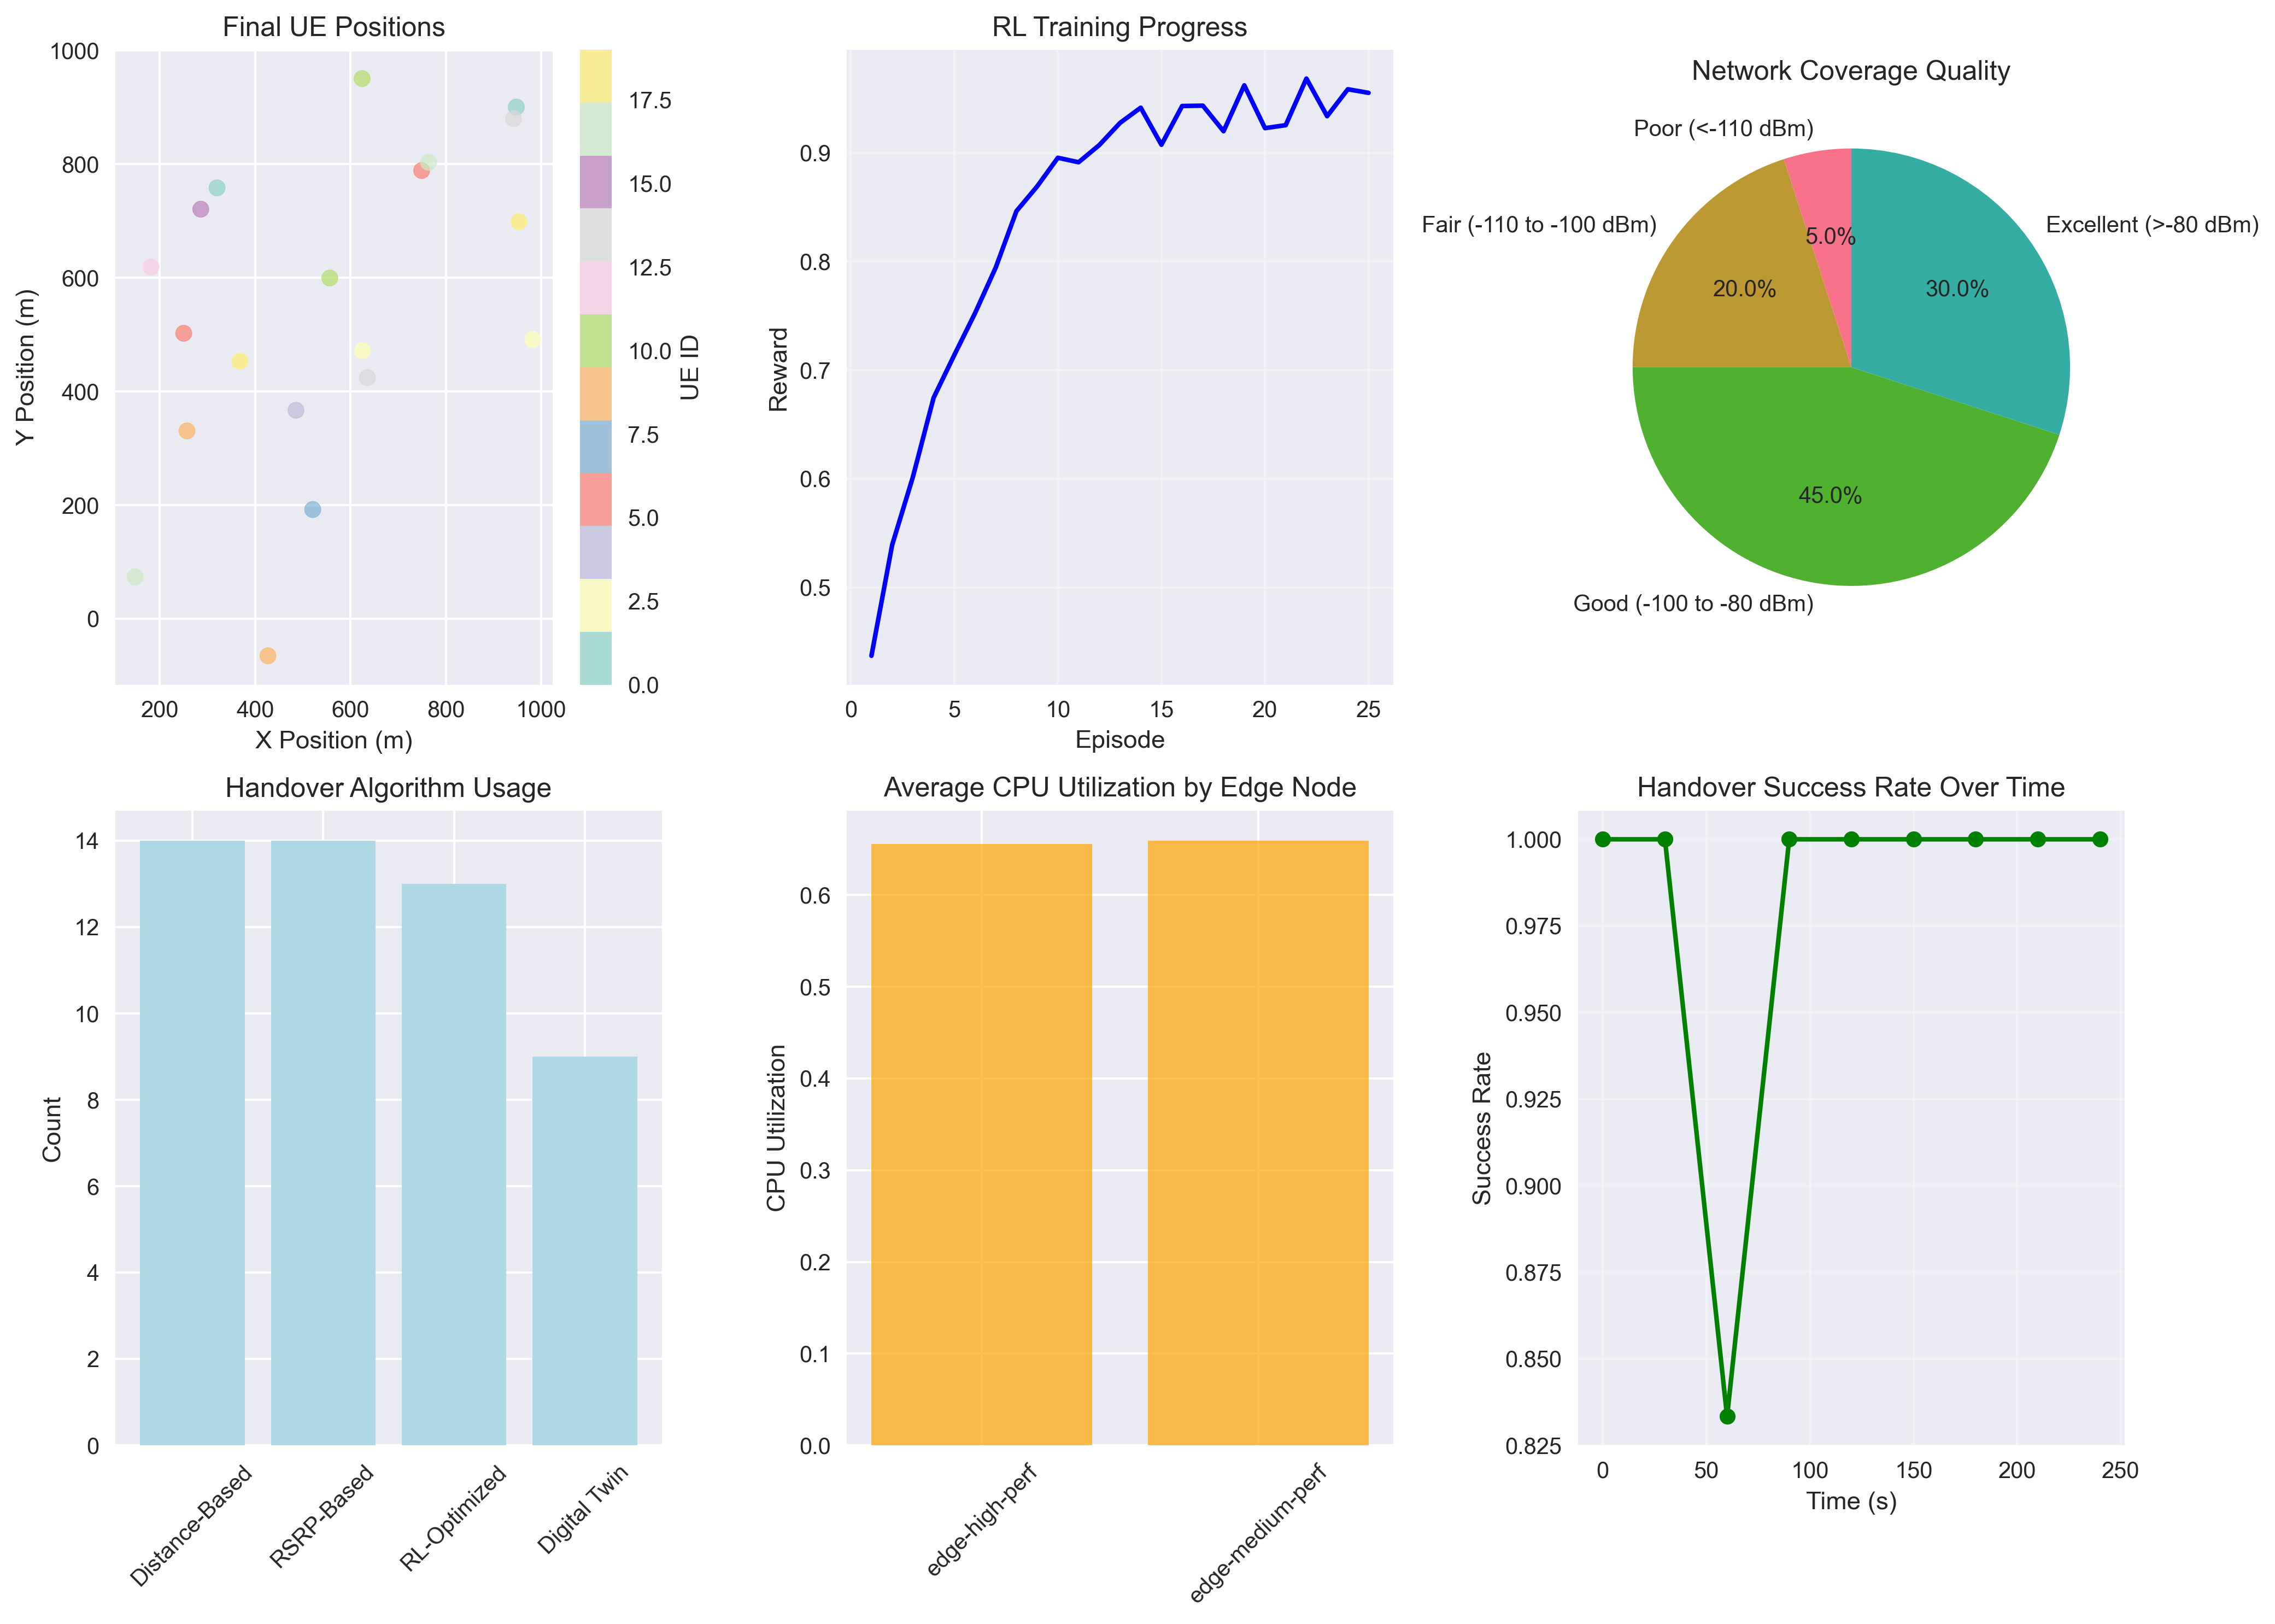 Final UE Positions
1000
800
600
400
200
0
Y Position (m)
200 400 600 800 1000
X Position (m)
17.5
15.0
12.5
10.0
7.5
5.0
2.5
0.0
UE ID
RL Training Progress
0.9
0.8
0.7
0.6
0.5
Reward
0 5 10 15 20 25
Episode
Network Coverage Quality
Poor (<-110 dBm)
Fair (-110 to -100 dBm)
Excellent (>-80 dBm)
5.0%
20.0%
30.0%
45.0%
Good (-100 to -80 dBm)
Handover Algorithm Usage
14
12
10
8
6
4
2
0
Count
Distance-Based
RSRP-Based
RL-Optimized
Digital Twin
Average CPU Utilization by Edge Node
0.6
0.5
0.4
0.3
0.2
0.1
0.0
CPU Utilization
edge-high-perf
edge-medium-perf
Handover Success Rate Over Time
1.000
0.975
0.950
0.925
0.900
0.875
0.850
0.825
Success Rate
0 50 100 150 200 250
Time (s)